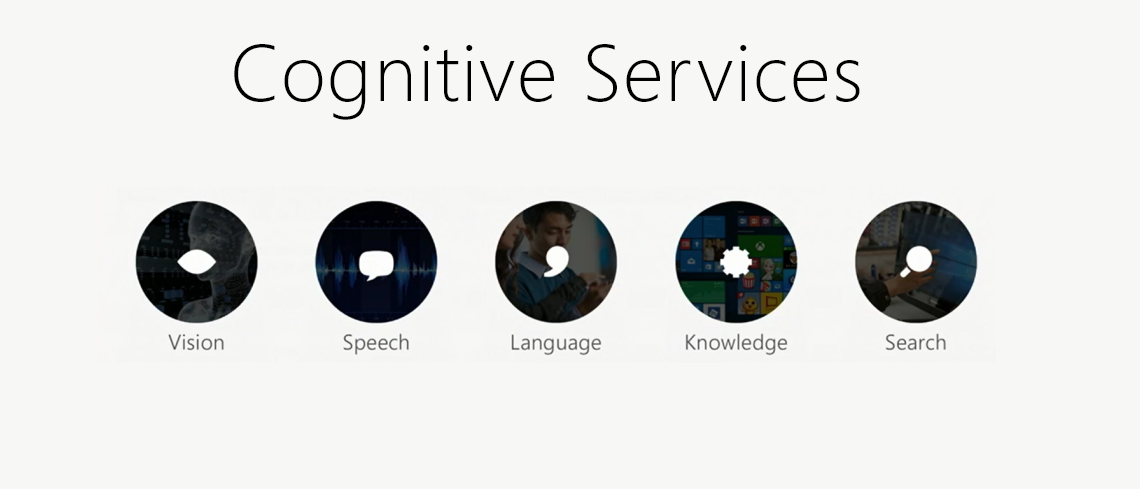 Cognitive Services
Vision
Speech
Language
Knowledge
Search